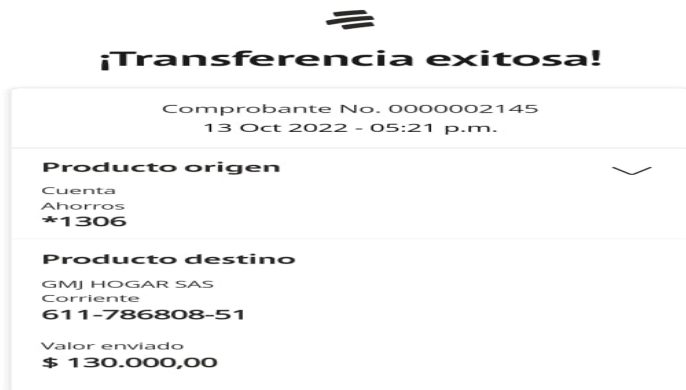 ¡Transferencia exitosa!
Comprobante No. 0000002145
13 Oct 2022 - 05:21 p.m.
Producto origen
Cuenta
Ahorros
*1306
Producto destino
GMJ HOGAR SAS
Corriente
611-786808-51
Valor enviado
$ 130.000,00